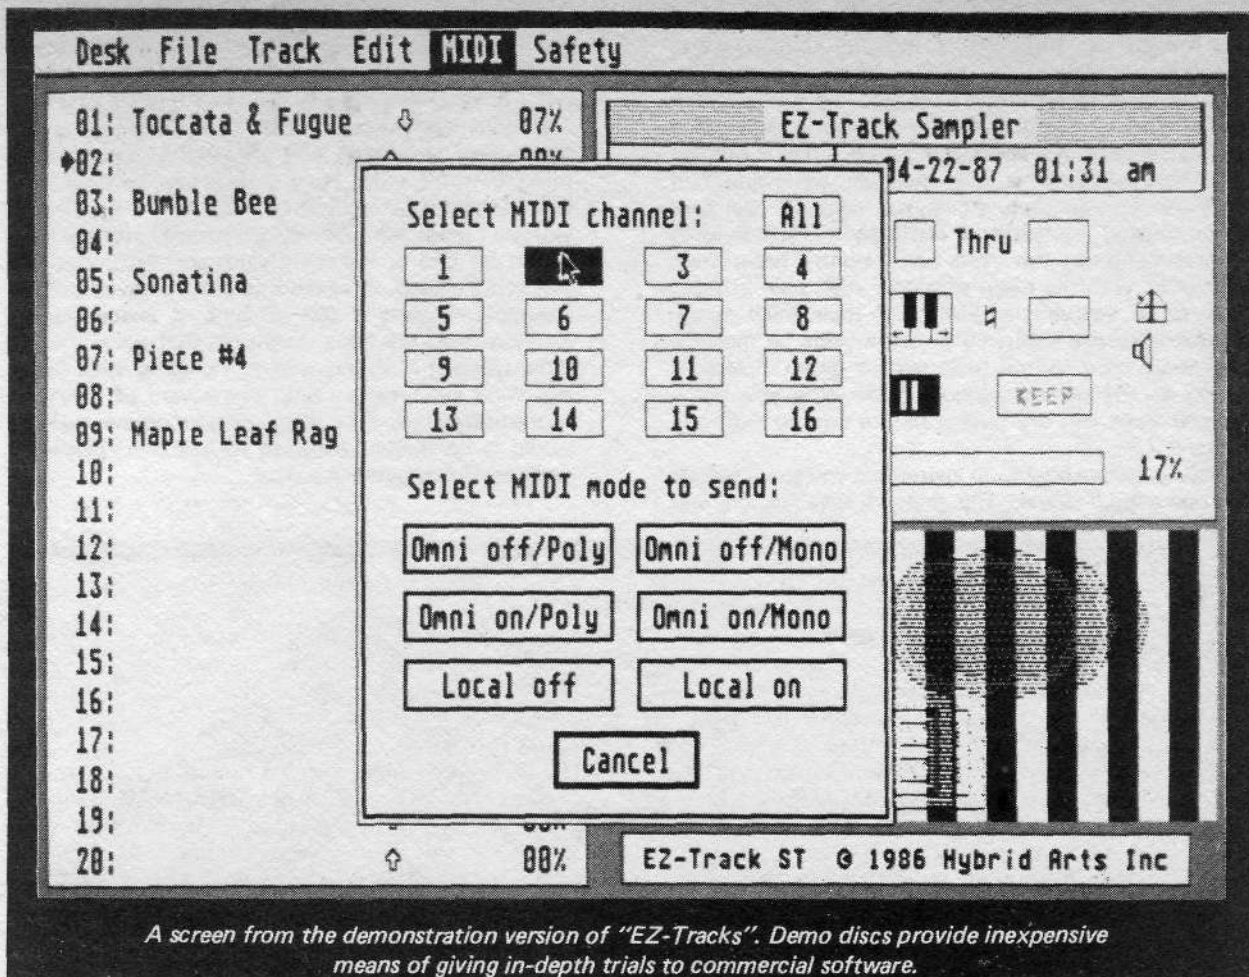 Desk File Track Edit MIDI Safety
01: Toccata & Fugue 07%
02:
03: Bumble Bee
04:
05: Sonatina
06:
07: Piece #4
08:
09: Maple Leaf Rag
10:
11:
12:
13:
14:
15:
16:
17:
18:
19:
20: 00%
Select MIDI channel: All
1 2 3 4
5 6 7 8
9 10 11 12
13 14 15 16
Select MIDI mode to send:
Omni off/Poly Omni off/Mono
Omni on/Poly Omni on/Mono
Local off Local on
Cancel
EZ-Track Sampler
04-22-87 01:31 am
Thru
KEEP
17%
EZ-Track ST © 1986 Hybrid Arts Inc
A screen from the demonstration version of "EZ-Tracks". Demo discs provide inexpensive
means of giving in-depth trials to commercial software.